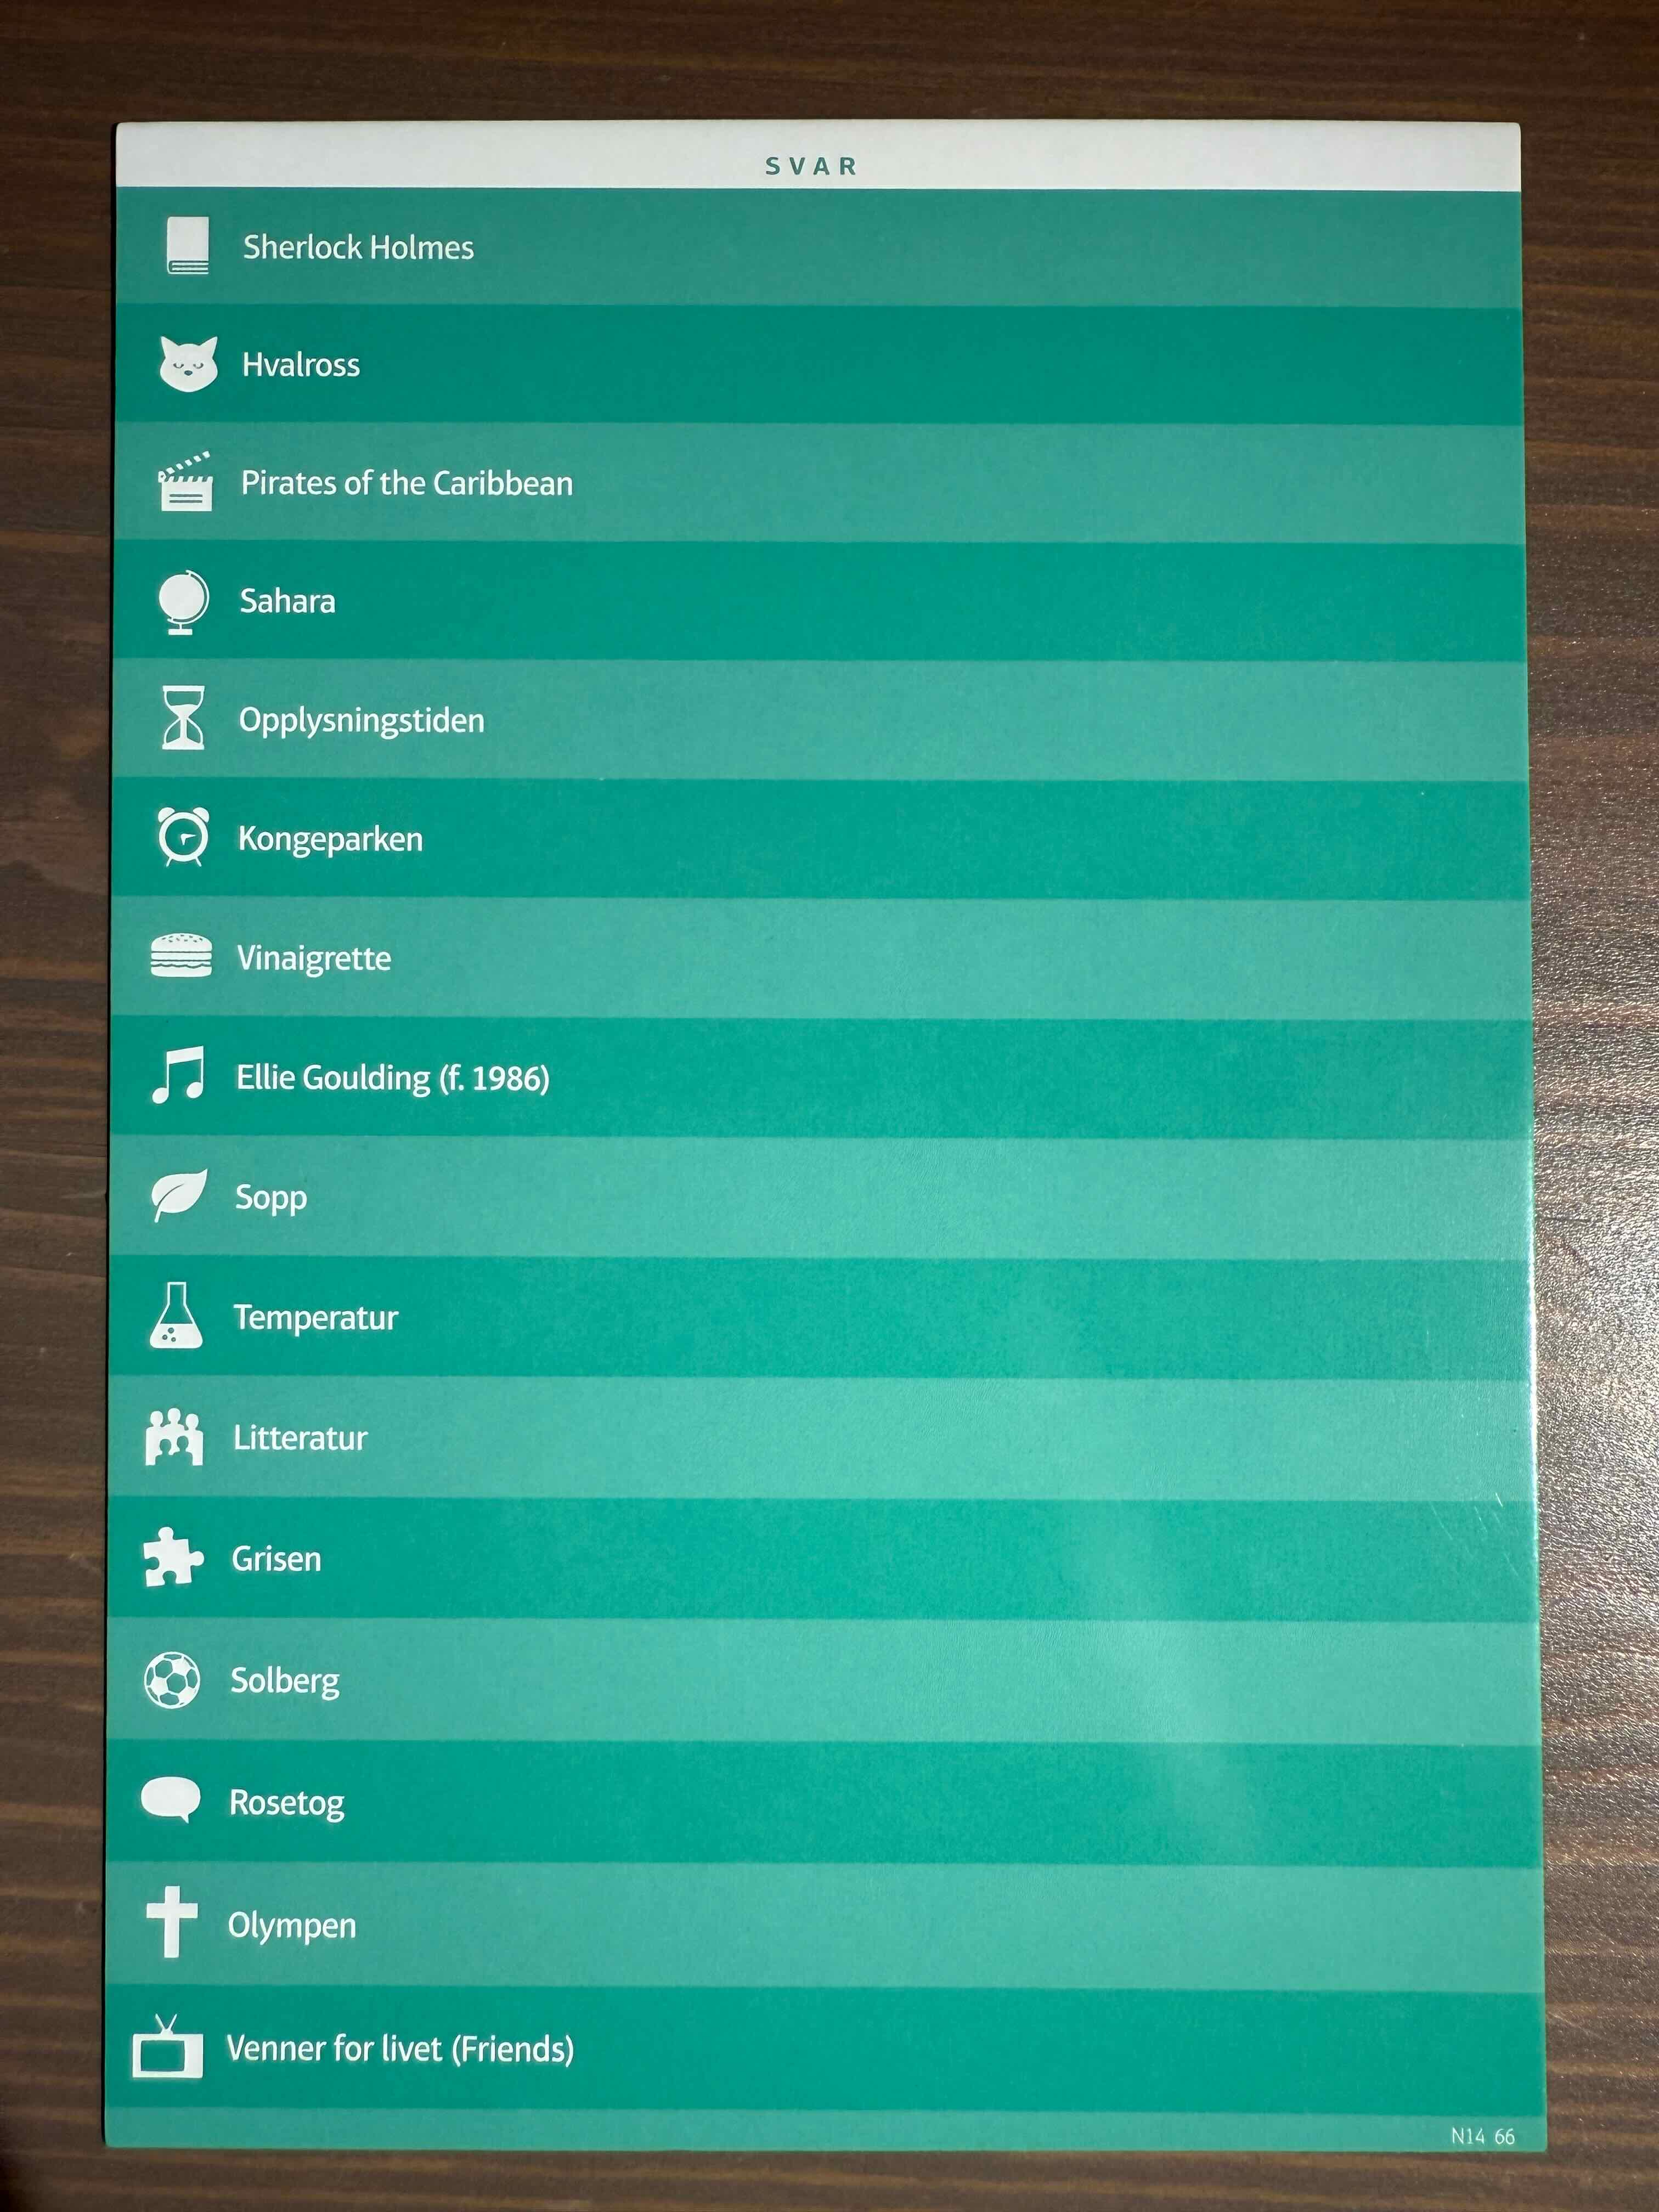 SVAR
Sherlock Holmes
Hvalross
Pirates of the Caribbean
Sahara
Opplysningstiden
Kongeparken
Vinaigrette
Ellie Goulding (f. 1986)
Sopp
Temperatur
Litteratur
Grisen
Solberg
Rosetog
Olympen
Venner for livet (Friends)
N14 66